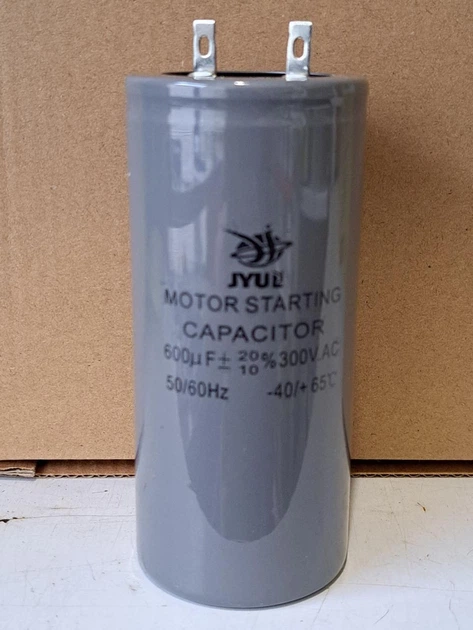 JYUL
MOTOR STARTING
CAPACITOR
600μF± 20/10 % 300V.AC
50/60Hz -40/+65℃